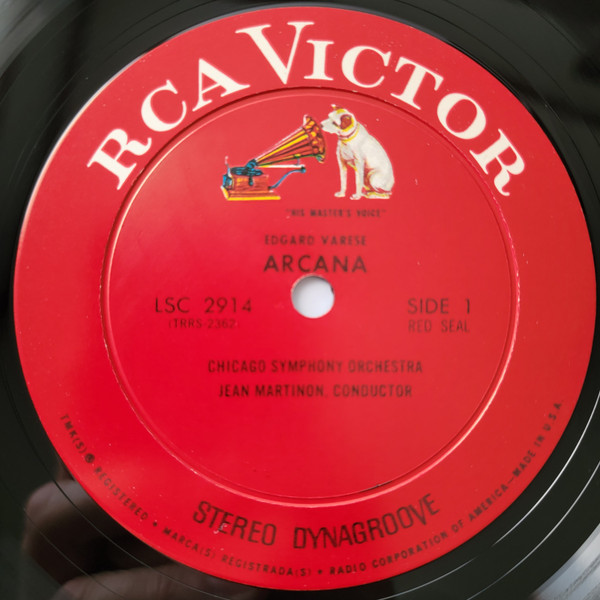 RCA VICTOR
"HIS MASTER'S VOICE"
EDGARD VARESE
ARCANA
LSC 2914
(TRRS-2362)
SIDE 1
RED SEAL
CHICAGO SYMPHONY ORCHESTRA
JEAN MARTINON, CONDUCTOR
STEREO DYNAGROOVE
TMK(S) ® REGISTERED • MARCA(S) REGISTRADA(S) • RADIO CORPORATION OF AMERICA—MADE IN U.S.A.